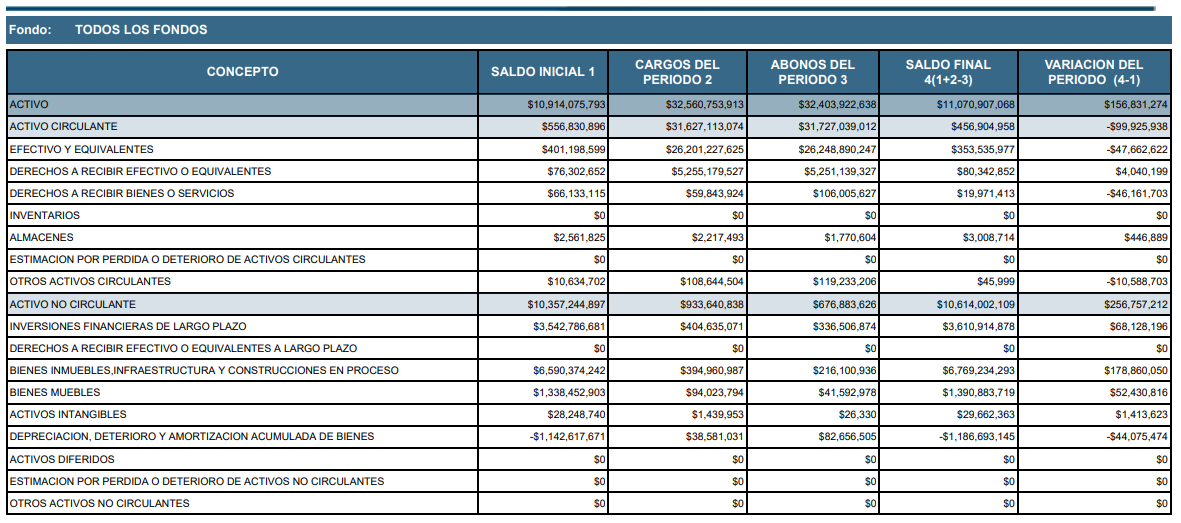 Fondo: TODOS LOS FONDOS
CONCEPTO SALDO INICIAL 1 CARGOS DEL PERIODO 2 ABONOS DEL PERIODO 3 SALDO FINAL 4(1+2-3) VARIACION DEL PERIODO (4-1)
ACTIVO $10,914,075,793 $32,560,753,913 $32,403,922,638 $11,070,907,068 $156,831,274
ACTIVO CIRCULANTE $556,830,896 $31,627,113,074 $31,727,039,012 $456,904,958 -$99,925,938
EFECTIVO Y EQUIVALENTES $401,198,599 $26,201,227,625 $26,248,890,247 $353,535,977 -$47,662,622
DERECHOS A RECIBIR EFECTIVO O EQUIVALENTES $76,302,652 $5,255,179,527 $5,251,139,327 $80,342,852 $4,040,199
DERECHOS A RECIBIR BIENES O SERVICIOS $66,133,115 $59,843,924 $106,005,627 $19,971,413 -$46,161,703
INVENTARIOS $0 $0 $0 $0 $0
ALMACENES $2,561,825 $2,217,493 $1,770,604 $3,008,714 $446,889
ESTIMACION POR PERDIDA O DETERIORO DE ACTIVOS CIRCULANTES $0 $0 $0 $0 $0
OTROS ACTIVOS CIRCULANTES $10,634,702 $108,644,504 $119,233,206 $45,999 -$10,588,703
ACTIVO NO CIRCULANTE $10,357,244,897 $933,640,838 $676,883,626 $10,614,002,109 $256,757,212
INVERSIONES FINANCIERAS DE LARGO PLAZO $3,542,786,681 $404,635,071 $336,506,874 $3,610,914,878 $68,128,196
DERECHOS A RECIBIR EFECTIVO O EQUIVALENTES A LARGO PLAZO $0 $0 $0 $0 $0
BIENES INMUEBLES,INFRAESTRUCTURA Y CONSTRUCCIONES EN PROCESO $6,590,374,242 $394,960,987 $216,100,936 $6,769,234,293 $178,860,050
BIENES MUEBLES $1,338,452,903 $94,023,794 $41,592,978 $1,390,883,719 $52,430,816
ACTIVOS INTANGIBLES $28,248,740 $1,439,953 $26,330 $29,662,363 $1,413,623
DEPRECIACION, DETERIORO Y AMORTIZACION ACUMULADA DE BIENES -$1,142,617,671 $38,581,031 $82,656,505 -$1,186,693,145 -$44,075,474
ACTIVOS DIFERIDOS $0 $0 $0 $0 $0
ESTIMACION POR PERDIDA O DETERIORO DE ACTIVOS NO CIRCULANTES $0 $0 $0 $0 $0
OTROS ACTIVOS NO CIRCULANTES $0 $0 $0 $0 $0